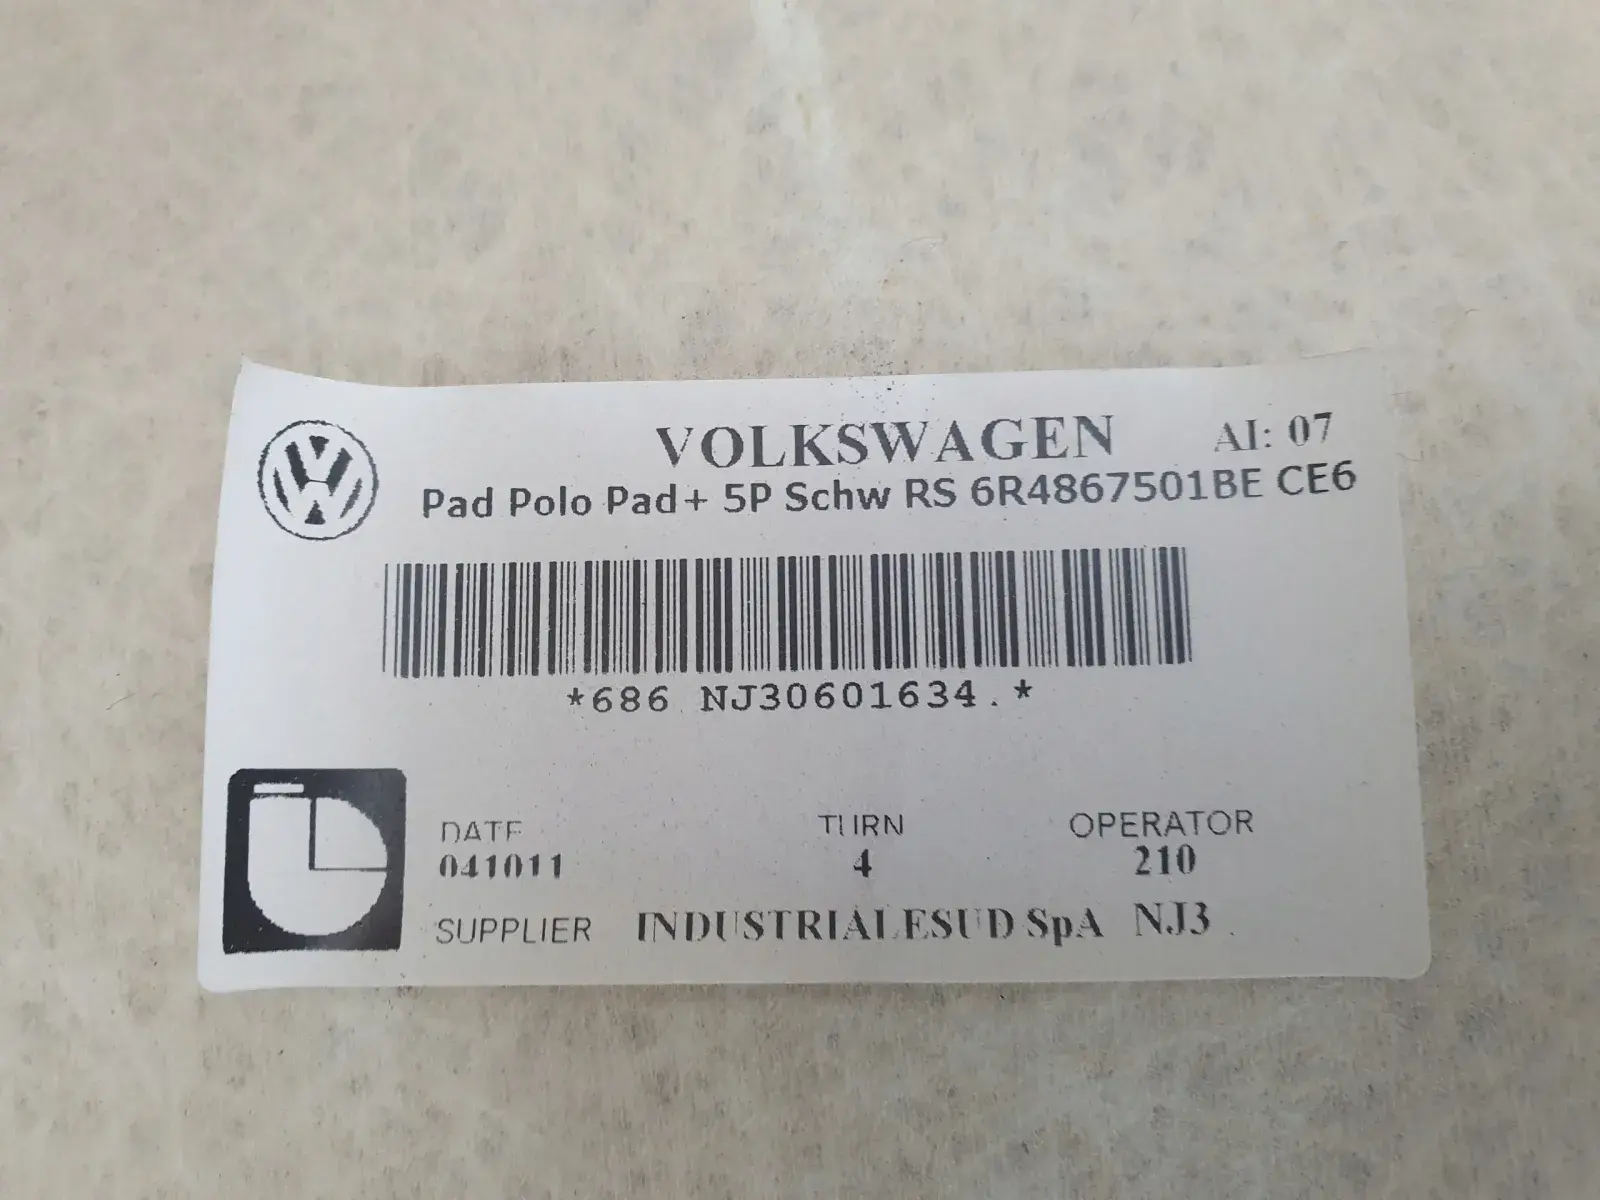 VOLKSWAGEN AI: 07
Pad Polo Pad+ 5P Schw RS 6R4867501BE CE6
*686 NJ30601634.*
DATE TURN OPERATOR
041011 4 210
SUPPLIER INDUSTRIALESUD SpA NJ3